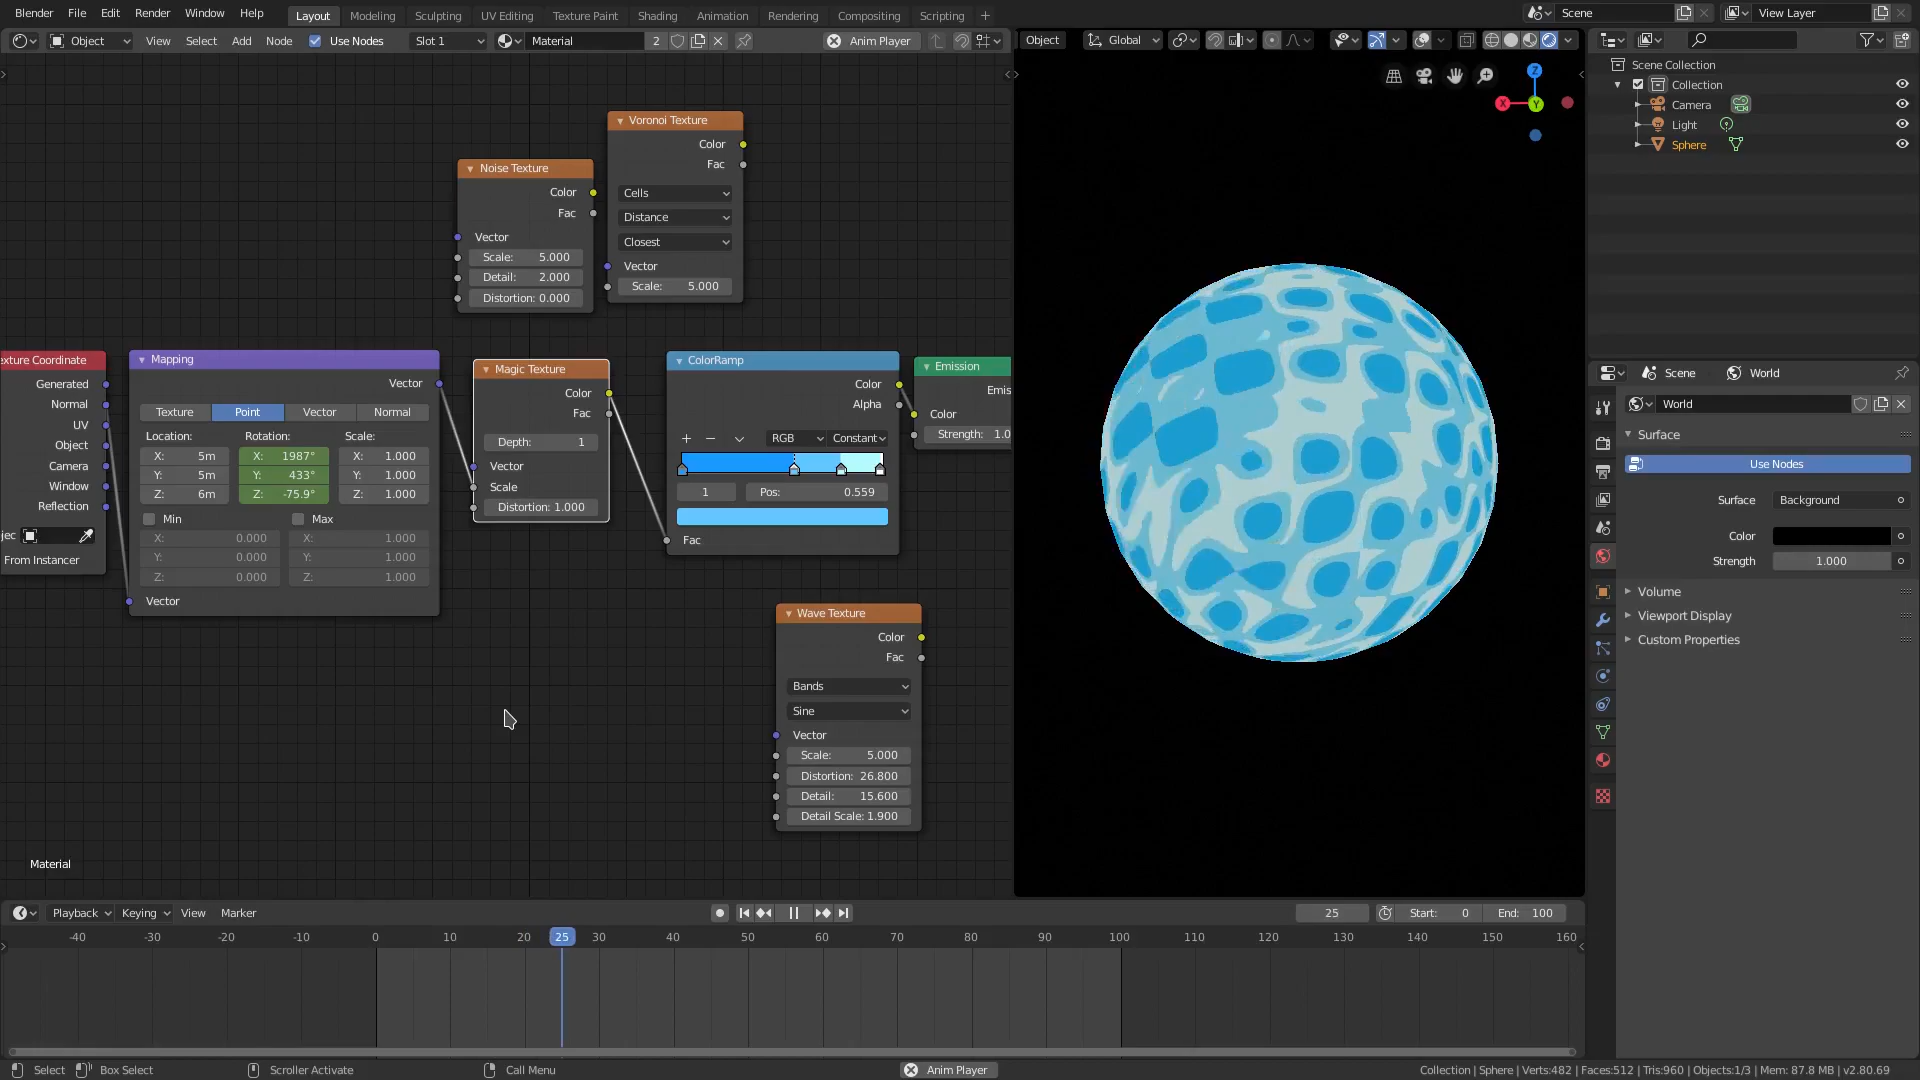 Blender File Edit Render Window Help Layout Modeling Sculpting UV Editing Texture Paint Shading Animation Rendering Compositing Scripting + Scene View Layer
Object View Select Add Node Use Nodes Slot 1 Material 2 Anim Player
Object Global
Scene Collection
Collection
Camera
Light
Sphere
X Y Z
Voronoi Texture
Color
Fac
Cells
Distance
Closest
Vector
Scale: 5.000
Noise Texture
Color
Fac
Vector
Scale: 5.000
Detail: 2.000
Distortion: 0.000
exture Coordinate
Generated
Normal
UV
Object
Camera
Window
Reflection
jec
From Instancer
Mapping
Vector
Texture Point Vector Normal
Location: Rotation: Scale:
X: 5m X: 1987° X: 1.000
Y: 5m Y: 433° Y: 1.000
Z: 6m Z: -75.9° Z: 1.000
Min Max
X: 0.000 X: 1.000
Y: 0.000 Y: 1.000
Z: 0.000 Z: 1.000
Vector
Magic Texture
Color
Fac
Depth: 1
Vector
Scale
Distortion: 1.000
ColorRamp
Color
Alpha
RGB Constant
1 Pos: 0.559
Fac
Emission
Emis
Color
Strength: 1.0
Wave Texture
Color
Fac
Bands
Sine
Vector
Scale: 5.000
Distortion: 26.800
Detail: 15.600
Detail Scale: 1.900
Material
Scene World
World
Surface
Use Nodes
Surface Background
Color
Strength 1.000
Volume
Viewport Display
Custom Properties
Playback Keying View Marker 25 Start: 0 End: 100
-40 -30 -20 -10 0 10 20 25 30 40 50 60 70 80 90 100 110 120 130 140 150 160
Select Box Select Scroller Activate Call Menu Anim Player Collection | Sphere | Verts:482 | Faces:512 | Tris:960 | Objects:1/3 | Mem: 87.8 MB | v2.80.69